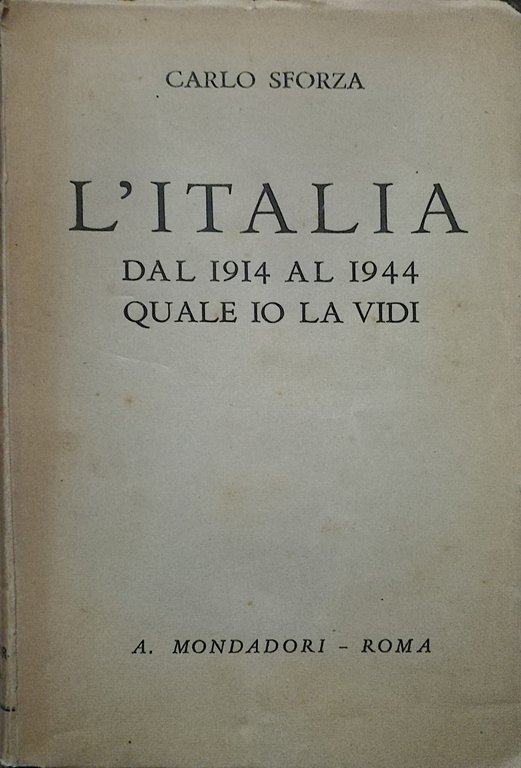 CARLO SFORZA
L'ITALIA
DAL 1914 AL 1944
QUALE IO LA VIDI
A. MONDADORI - ROMA